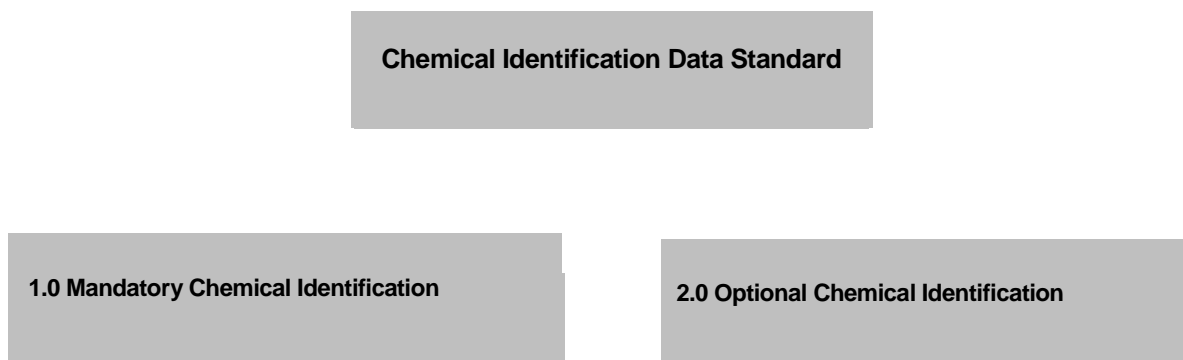 Chemical Identification Data Standard
1.0 Mandatory Chemical Identification
2.0 Optional Chemical Identification